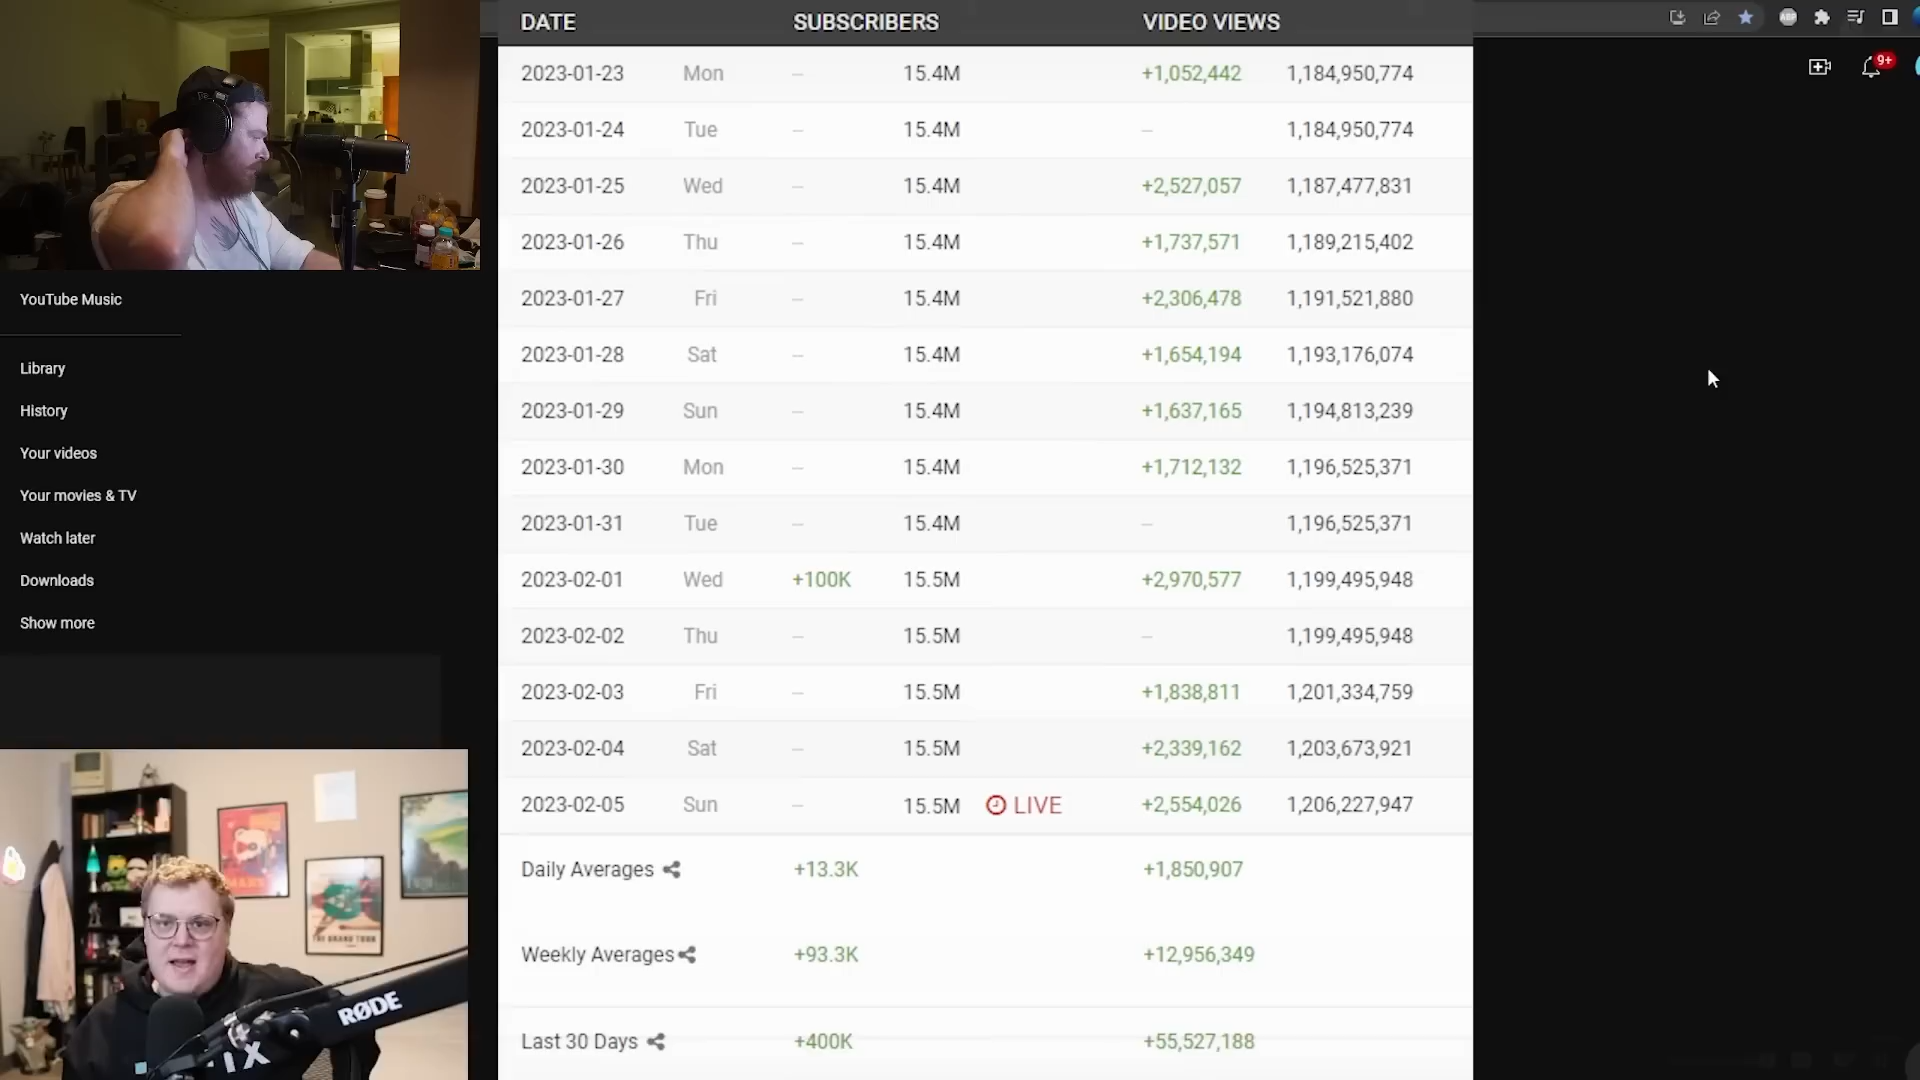 DATE SUBSCRIBERS VIDEO VIEWS
2023-01-23 Mon – 15.4M +1,052,442 1,184,950,774
2023-01-24 Tue – 15.4M – 1,184,950,774
2023-01-25 Wed – 15.4M +2,527,057 1,187,477,831
2023-01-26 Thu – 15.4M +1,737,571 1,189,215,402
2023-01-27 Fri – 15.4M +2,306,478 1,191,521,880
2023-01-28 Sat – 15.4M +1,654,194 1,193,176,074
2023-01-29 Sun – 15.4M +1,637,165 1,194,813,239
2023-01-30 Mon – 15.4M +1,712,132 1,196,525,371
2023-01-31 Tue – 15.4M – 1,196,525,371
2023-02-01 Wed +100K 15.5M +2,970,577 1,199,495,948
2023-02-02 Thu – 15.5M – 1,199,495,948
2023-02-03 Fri – 15.5M +1,838,811 1,201,334,759
2023-02-04 Sat – 15.5M +2,339,162 1,203,673,921
2023-02-05 Sun – 15.5M LIVE +2,554,026 1,206,227,947
Daily Averages +13.3K +1,850,907
Weekly Averages +93.3K +12,956,349
Last 30 Days +400K +55,527,188
YouTube Music
Library
History
Your videos
Your movies & TV
Watch later
Downloads
Show more
ABP
9+
THE GRAND TOUR
RØDE